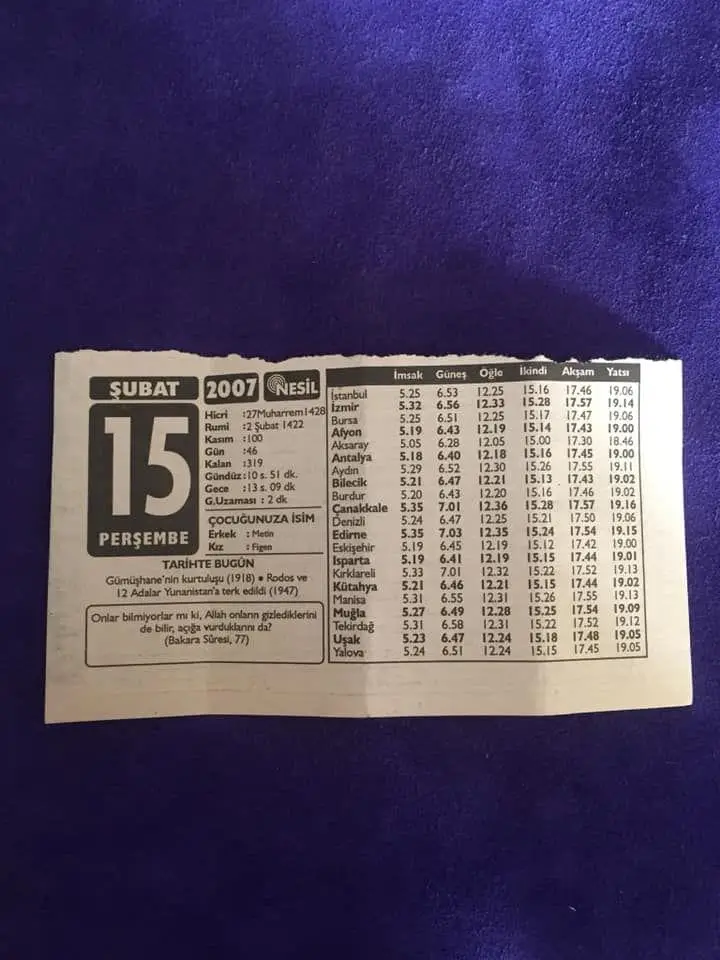 ŞUBAT 2007 NESİL
15
PERŞEMBE
Hicri :27Muharrem1428
Rumi :2 Şubat 1422
Kasım :100
Gün :46
Kalan :319
Gündüz :10 s. 51 dk.
Gece :13 s. 09 dk
G.Uzaması : 2 dk
ÇOCUĞUNUZA İSİM
Erkek : Metin
Kız : Figen
TARİHTE BUGÜN
Gümüşhane'nin kurtuluşu (1918) • Rodos ve
12 Adalar Yunanistan'a terk edildi (1947)
Onlar bilmiyorlar mı ki, Allah onların gizlediklerini
de bilir, açığa vurduklarını da?
(Bakara Sûresi, 77)
İmsak Güneş Öğle İkindi Akşam Yatsı
İstanbul 5.25 6.53 12.25 15.16 17.46 19.06
İzmir 5.32 6.56 12.33 15.28 17.57 19.14
Bursa 5.25 6.51 12.25 15.17 17.47 19.06
Afyon 5.19 6.43 12.19 15.14 17.43 19.00
Aksaray 5.05 6.28 12.05 15.00 17.30 18.46
Antalya 5.18 6.40 12.18 15.16 17.45 19.00
Aydın 5.29 6.52 12.30 15.26 17.55 19.11
Bilecik 5.21 6.47 12.21 15.13 17.43 19.02
Burdur 5.20 6.43 12.20 15.16 17.46 19.02
Çanakkale 5.35 7.01 12.36 15.28 17.57 19.16
Denizli 5.24 6.47 12.25 15.21 17.50 19.06
Edirne 5.35 7.03 12.35 15.24 17.54 19.15
Eskişehir 5.19 6.45 12.19 15.12 17.42 19.00
Isparta 5.19 6.41 12.19 15.15 17.44 19.01
Kırklareli 5.33 7.01 12.32 15.22 17.52 19.13
Kütahya 5.21 6.46 12.21 15.15 17.44 19.02
Manisa 5.31 6.55 12.31 15.26 17.55 19.13
Muğla 5.27 6.49 12.28 15.25 17.54 19.09
Tekirdağ 5.31 6.58 12.31 15.22 17.52 19.12
Uşak 5.23 6.47 12.24 15.18 17.48 19.05
Yalova 5.24 6.51 12.24 15.15 17.45 19.05